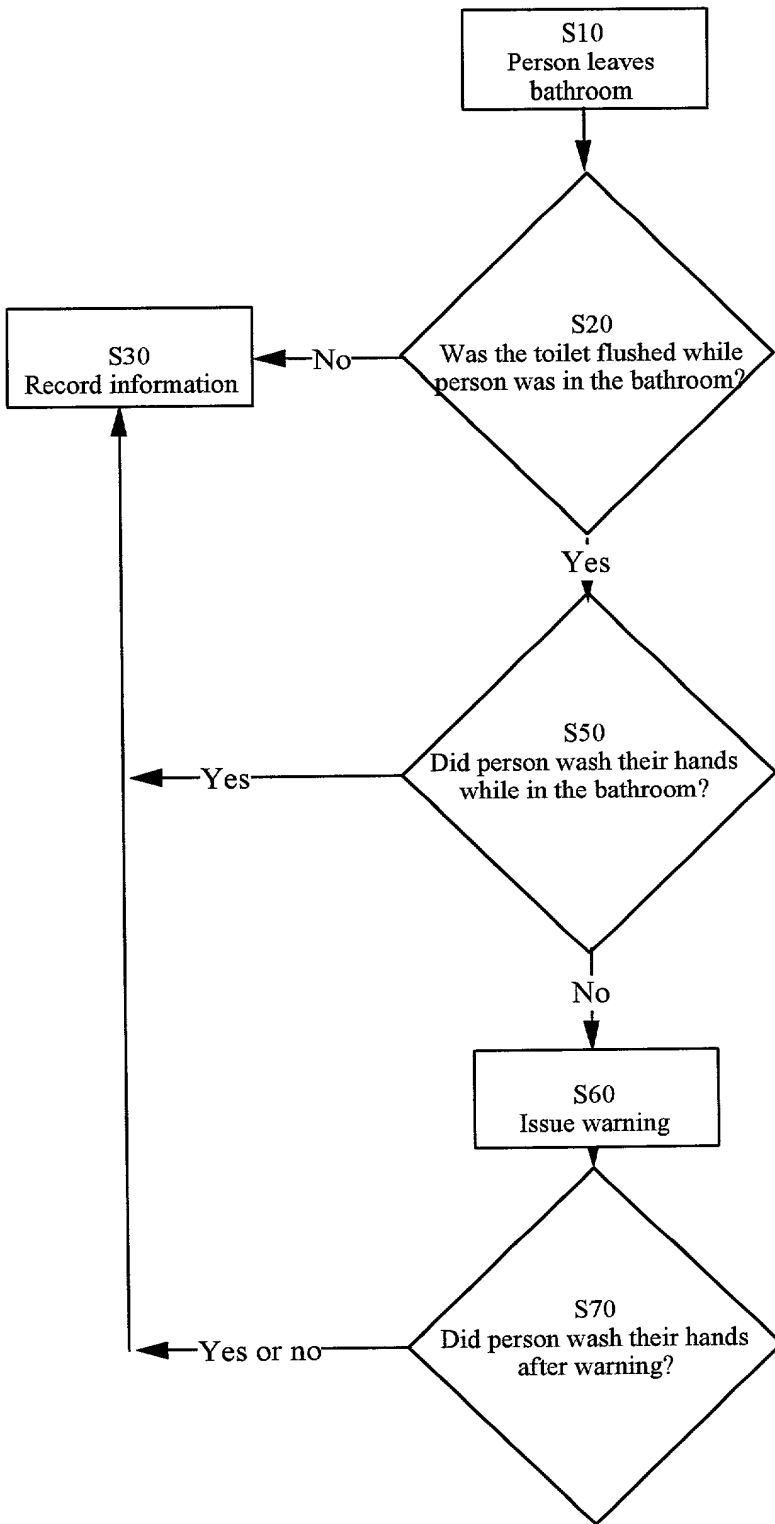 S10
Person leaves
bathroom
S20
Was the toilet flushed while
person was in the bathroom?
No
S30
Record information
Yes
S50
Did person wash their hands
while in the bathroom?
Yes
No
S60
Issue warning
S70
Did person wash their hands
after warning?
Yes or no